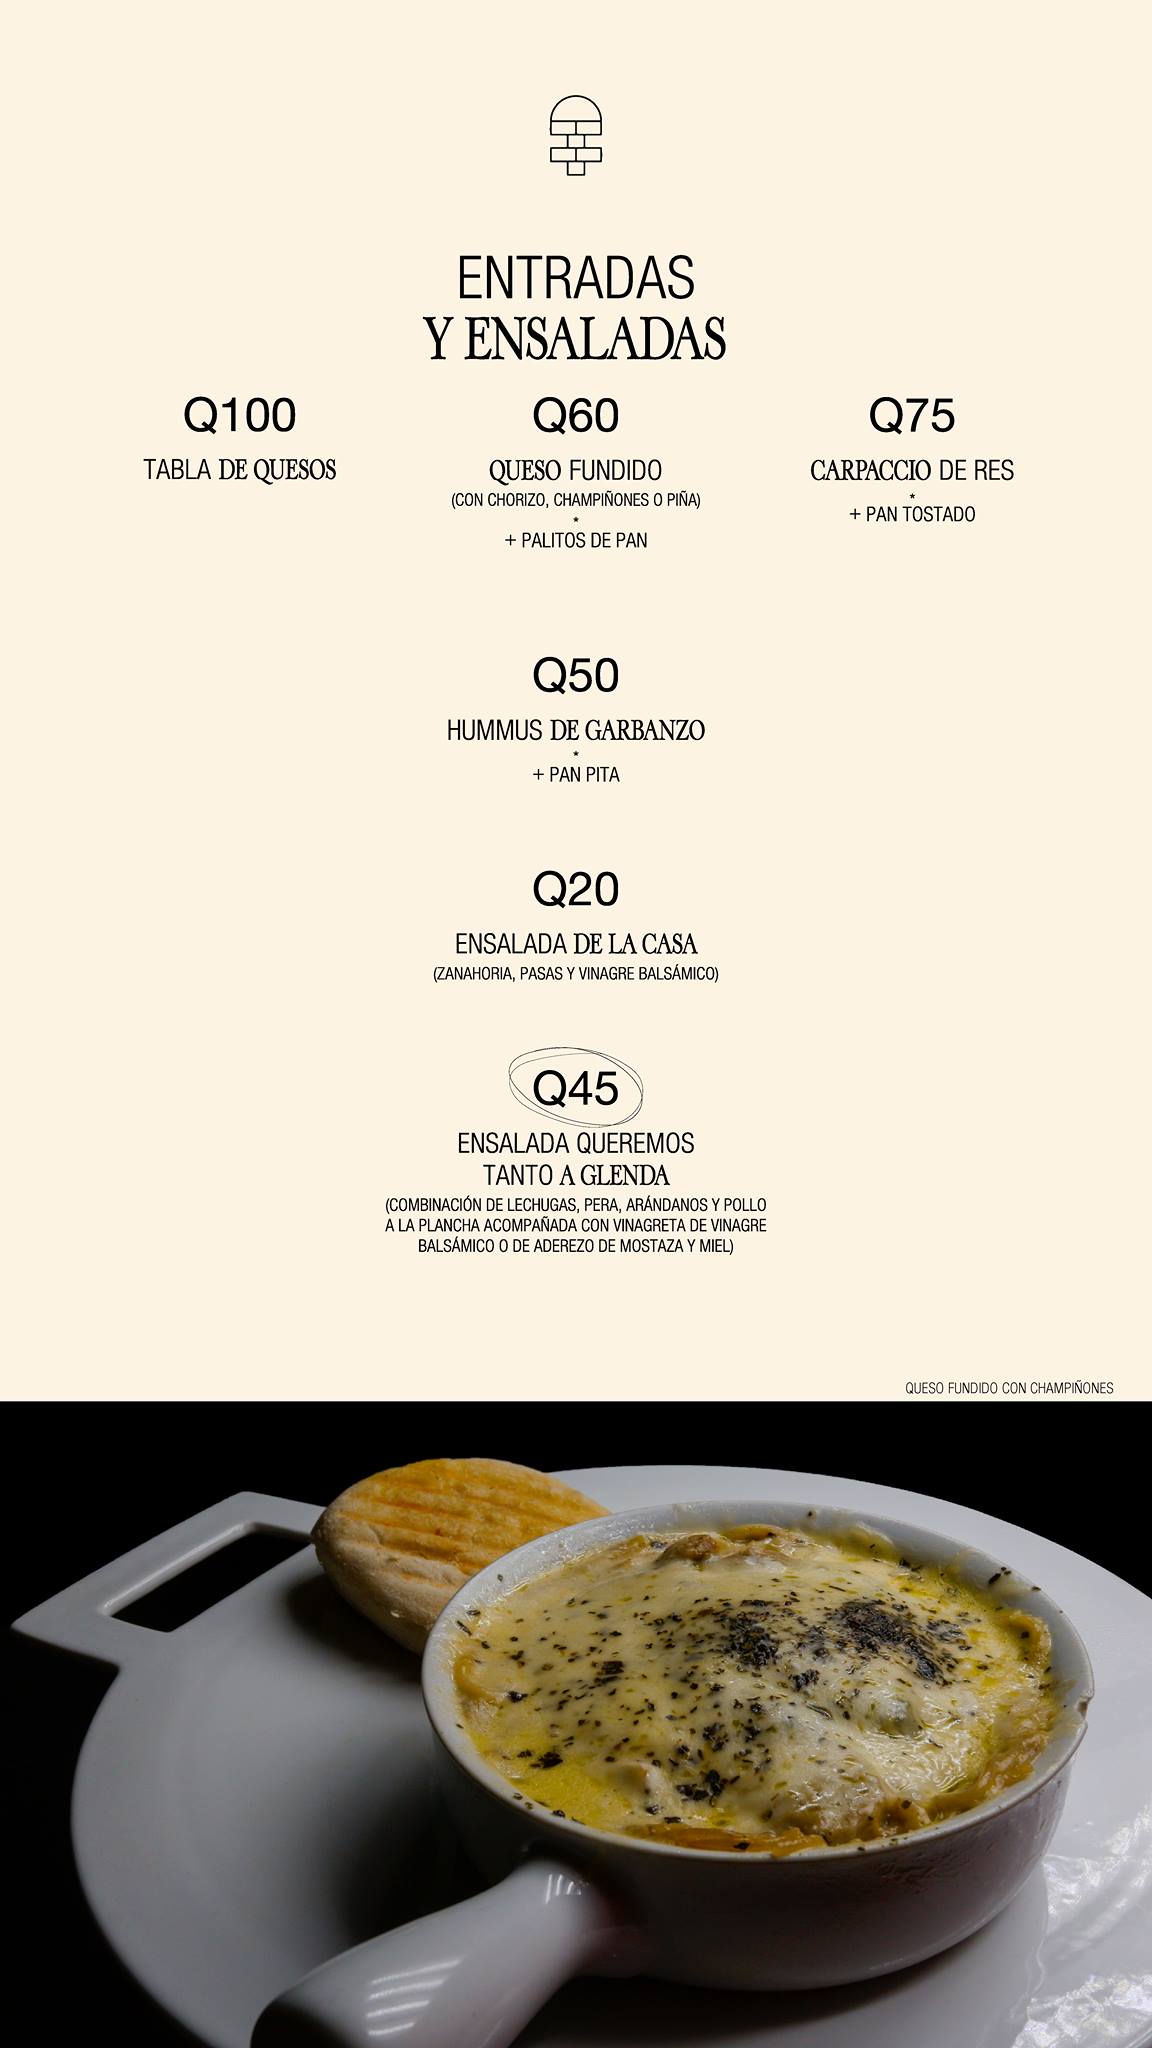 ENTRADAS
Y ENSALADAS
Q100
TABLA DE QUESOS
Q60
QUESO FUNDIDO
(CON CHORIZO, CHAMPIÑONES O PIÑA)
*
+ PALITOS DE PAN
Q75
CARPACCIO DE RES
*
+ PAN TOSTADO
Q50
HUMMUS DE GARBANZO
*
+ PAN PITA
Q20
ENSALADA DE LA CASA
(ZANAHORIA, PASAS Y VINAGRE BALSÁMICO)
Q45
ENSALADA QUEREMOS
TANTO A GLENDA
(COMBINACIÓN DE LECHUGAS, PERA, ARÁNDANOS Y POLLO
A LA PLANCHA ACOMPAÑADA CON VINAGRETA DE VINAGRE
BALSÁMICO O DE ADEREZO DE MOSTAZA Y MIEL)
QUESO FUNDIDO CON CHAMPIÑONES